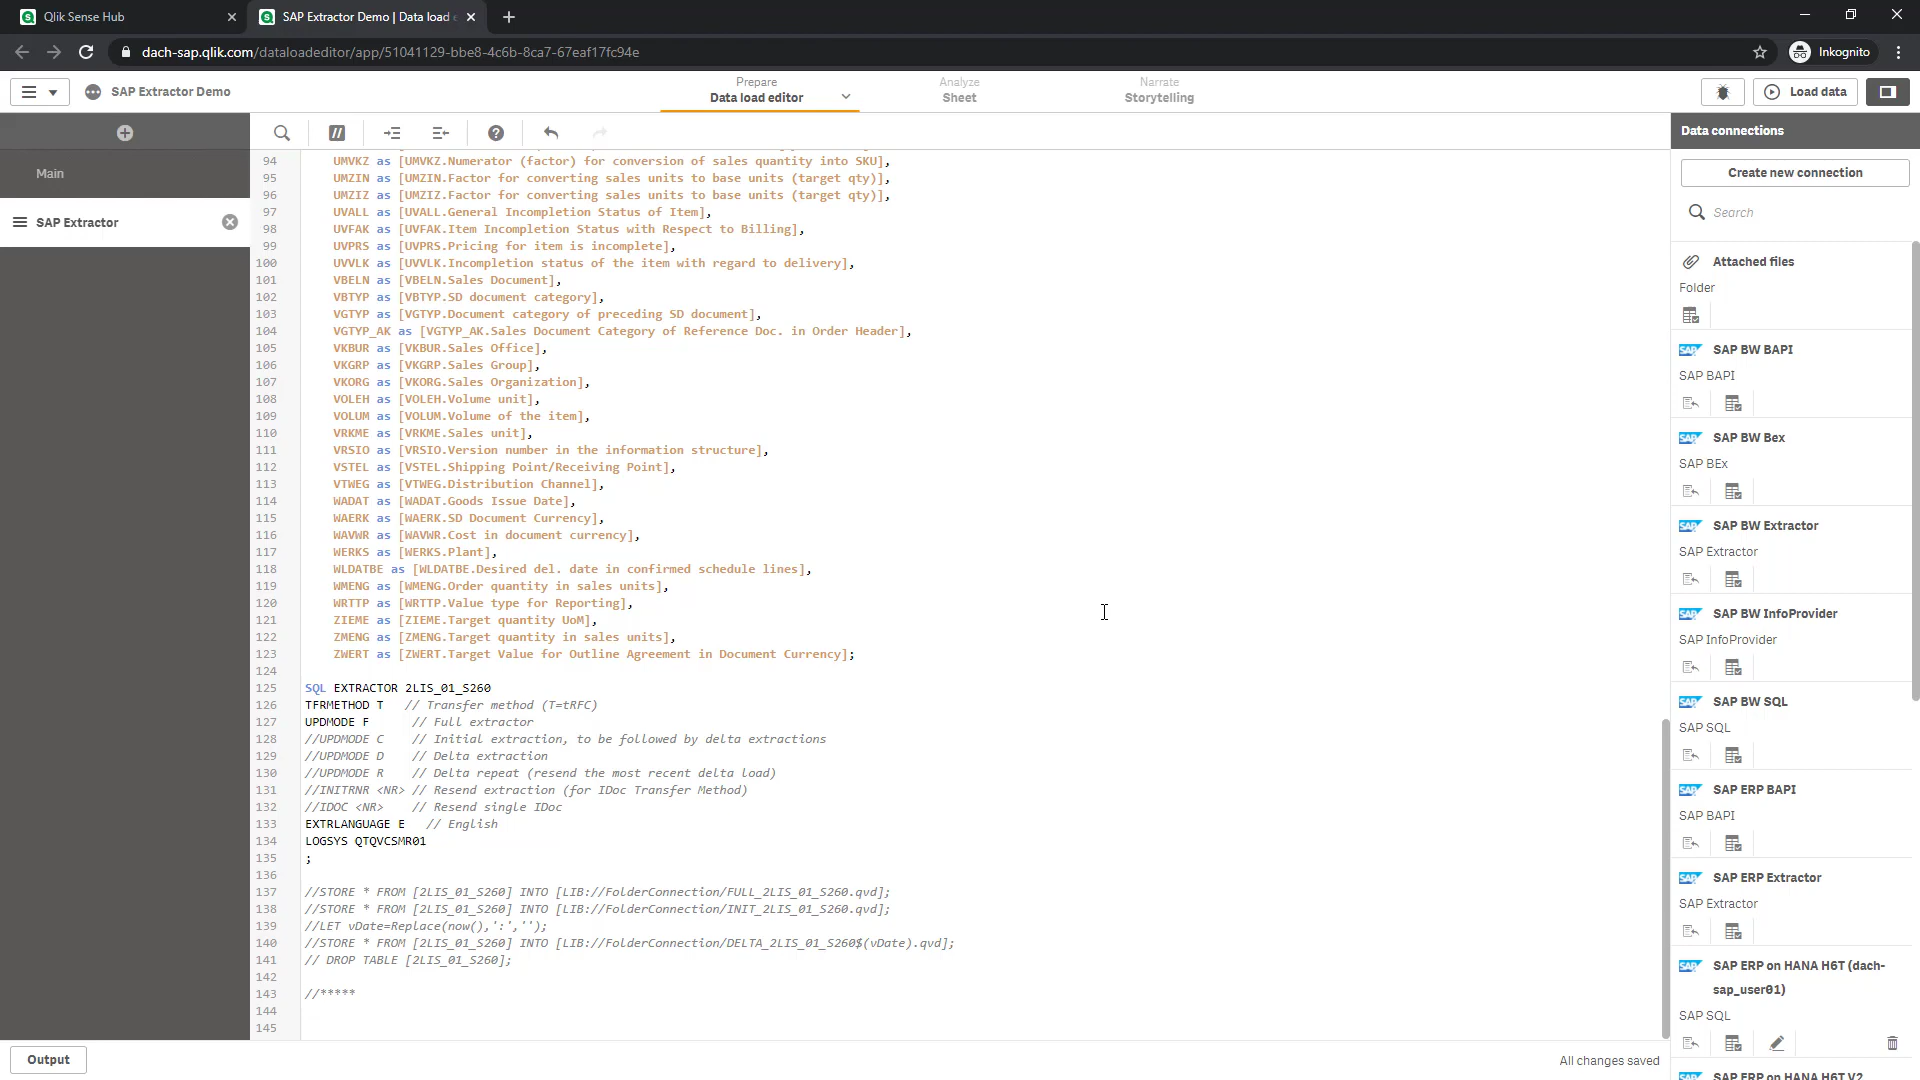 Qlik Sense Hub
SAP Extractor Demo | Data load e
dach-sap.qlik.com/dataloadeditor/app/51041129-bbe8-4c6b-8ca7-67eaf17fc94e
Inkognito
SAP Extractor Demo
Prepare
Data load editor
Analyze
Sheet
Narrate
Storytelling
Load data
Main
SAP Extractor
94 UMVKZ as [UMVKZ.Numerator (factor) for conversion of sales quantity into SKU],
95 UMZIN as [UMZIN.Factor for converting sales units to base units (target qty)],
96 UMZIZ as [UMZIZ.Factor for converting sales units to base units (target qty)],
97 UVALL as [UVALL.General Incompletion Status of Item],
98 UVFAK as [UVFAK.Item Incompletion Status with Respect to Billing],
99 UVPRS as [UVPRS.Pricing for item is incomplete],
100 UVVLK as [UVVLK.Incompletion status of the item with regard to delivery],
101 VBELN as [VBELN.Sales Document],
102 VBTYP as [VBTYP.SD document category],
103 VGTYP as [VGTYP.Document category of preceding SD document],
104 VGTYP_AK as [VGTYP_AK.Sales Document Category of Reference Doc. in Order Header],
105 VKBUR as [VKBUR.Sales Office],
106 VKGRP as [VKGRP.Sales Group],
107 VKORG as [VKORG.Sales Organization],
108 VOLEH as [VOLEH.Volume unit],
109 VOLUM as [VOLUM.Volume of the item],
110 VRKME as [VRKME.Sales unit],
111 VRSIO as [VRSIO.Version number in the information structure],
112 VSTEL as [VSTEL.Shipping Point/Receiving Point],
113 VTWEG as [VTWEG.Distribution Channel],
114 WADAT as [WADAT.Goods Issue Date],
115 WAERK as [WAERK.SD Document Currency],
116 WAVWR as [WAVWR.Cost in document currency],
117 WERKS as [WERKS.Plant],
118 WLDATBE as [WLDATBE.Desired del. date in confirmed schedule lines],
119 WMENG as [WMENG.Order quantity in sales units],
120 WRTTP as [WRTTP.Value type for Reporting],
121 ZIEME as [ZIEME.Target quantity UoM],
122 ZMENG as [ZMENG.Target quantity in sales units],
123 ZWERT as [ZWERT.Target Value for Outline Agreement in Document Currency];
124
125 SQL EXTRACTOR 2LIS_01_S260
126 TFRMETHOD T // Transfer method (T=tRFC)
127 UPDMODE F // Full extractor
128 //UPDMODE C // Initial extraction, to be followed by delta extractions
129 //UPDMODE D // Delta extraction
130 //UPDMODE R // Delta repeat (resend the most recent delta load)
131 //INITRNR <NR> // Resend extraction (for IDoc Transfer Method)
132 //IDOC <NR> // Resend single IDoc
133 EXTRLANGUAGE E // English
134 LOGSYS QTQVCSMR01
135 ;
136
137 //STORE * FROM [2LIS_01_S260] INTO [LIB://FolderConnection/FULL_2LIS_01_S260.qvd];
138 //STORE * FROM [2LIS_01_S260] INTO [LIB://FolderConnection/INIT_2LIS_01_S260.qvd];
139 //LET vDate=Replace(now(),':','');
140 //STORE * FROM [2LIS_01_S260] INTO [LIB://FolderConnection/DELTA_2LIS_01_S260$(vDate).qvd];
141 // DROP TABLE [2LIS_01_S260];
142
143 //*****
144
145
Output
All changes saved
Data connections
Create new connection
Search
Attached files
Folder
SAP SAP BW BAPI
SAP BAPI
SAP SAP BW Bex
SAP BEx
SAP SAP BW Extractor
SAP Extractor
SAP SAP BW InfoProvider
SAP InfoProvider
SAP SAP BW SQL
SAP SQL
SAP SAP ERP BAPI
SAP BAPI
SAP SAP ERP Extractor
SAP Extractor
SAP SAP ERP on HANA H6T (dach-
sap_user01)
SAP SQL
SAP SAP ERP on HANA H6T V2